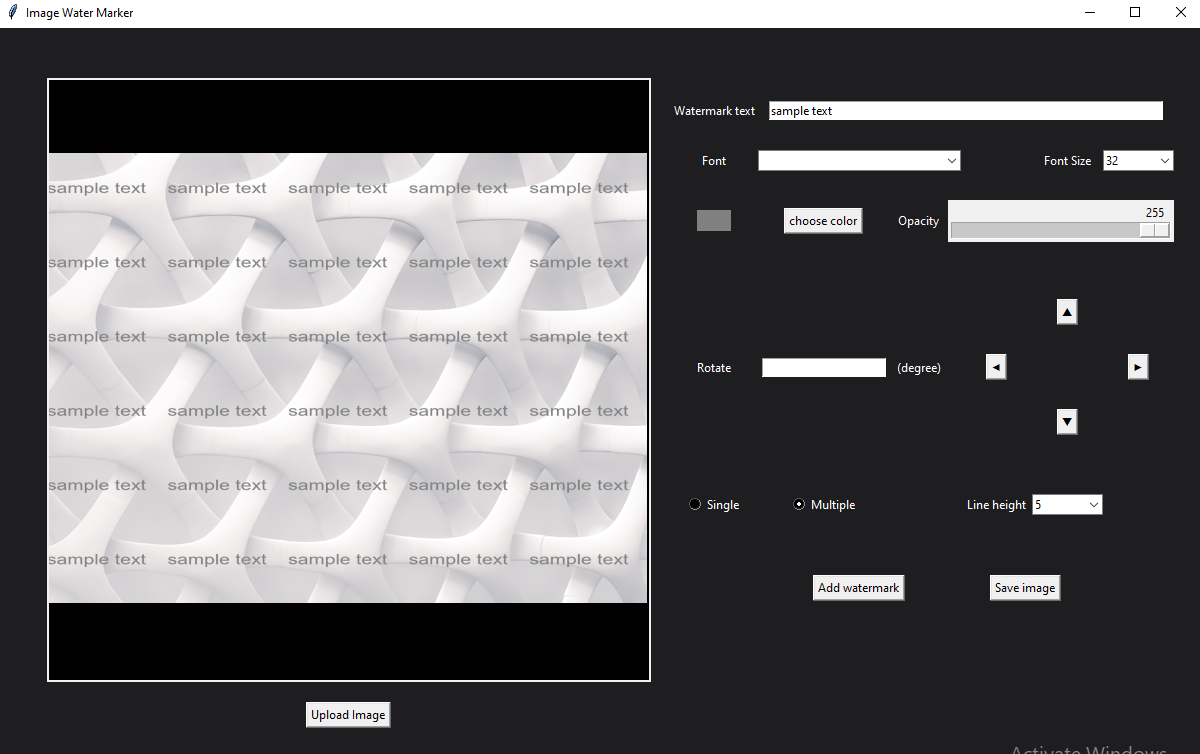 Image Water Marker
Watermark text sample text
Font Font Size 32
choose color Opacity 255
sample text sample text sample text sample text sample text
sample text sample text sample text sample text sample text
sample text sample text sample text sample text sample text
sample text sample text sample text sample text sample text
sample text sample text sample text sample text sample text
sample text sample text sample text sample text sample text
Rotate (degree)
Single Multiple Line height 5
Add watermark Save image
Upload Image
Activate Windows